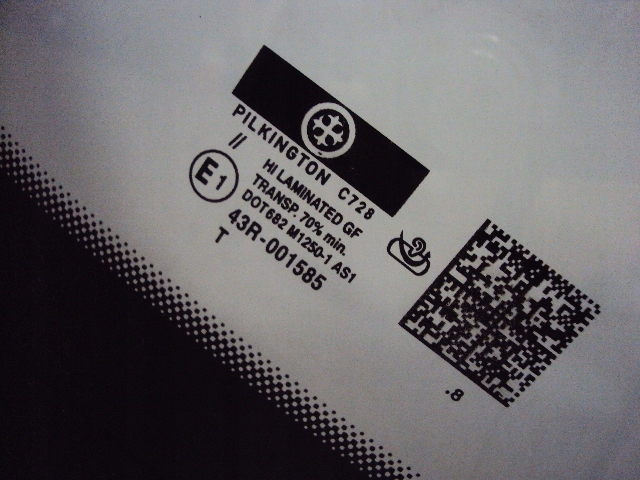 PILKINGTON C728
//
HI LAMINATED GF
E1
TRANSP. 70% min.
DOT682 M1250-1 AS1
43R-001585
T
.8